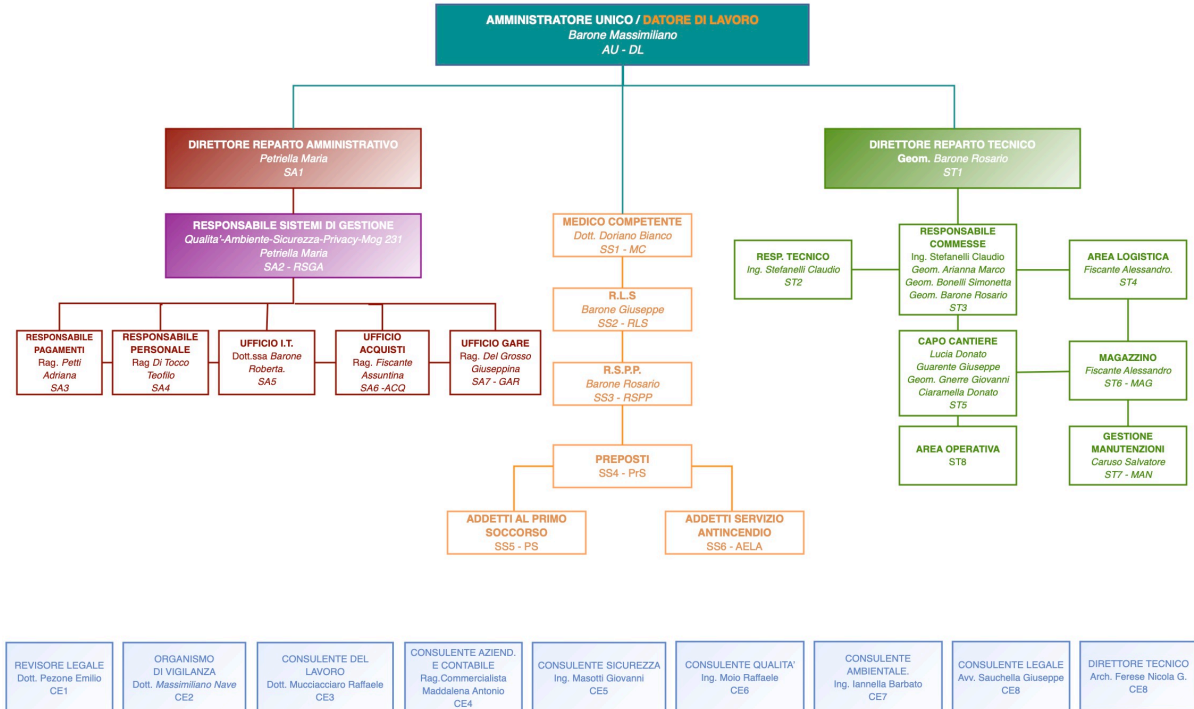 AMMINISTRATORE UNICO / DATORE DI LAVORO
Barone Massimiliano
AU - DL
DIRETTORE REPARTO AMMINISTRATIVO
Petriella Maria
SA1
DIRETTORE REPARTO TECNICO
Geom. Barone Rosario
ST1
RESPONSABILE SISTEMI DI GESTIONE
Qualita'-Ambiente-Sicurezza-Privacy-Mog 231
Petriella Maria
SA2 - RSGA
MEDICO COMPETENTE
Dott. Doriano Bianco
SS1 - MC
RESP. TECNICO
Ing. Stefanelli Claudio
ST2
RESPONSABILE
COMMESSE
Ing. Stefanelli Claudio
Geom. Arianna Marco
Geom. Bonelli Simonetta
Geom. Barone Rosario
ST3
AREA LOGISTICA
Fiscante Alessandro.
ST4
R.L.S
Barone Giuseppe
SS2 - RLS
RESPONSABILE
PAGAMENTI
Rag. Petti
Adriana
SA3
RESPONSABILE
PERSONALE
Rag Di Tocco
Teofilo
SA4
UFFICIO I.T.
Dott.ssa Barone
Roberta.
SA5
UFFICIO
ACQUISTI
Rag. Fiscante
Assuntina
SA6 -ACQ
UFFICIO GARE
Rag. Del Grosso
Giuseppina
SA7 - GAR
R.S.P.P.
Barone Rosario
SS3 - RSPP
CAPO CANTIERE
Lucia Donato
Guarente Giuseppe
Geom. Gnerre Giovanni
Ciaramella Donato
ST5
MAGAZZINO
Fiscante Alessandro
ST6 - MAG
PREPOSTI
SS4 - PrS
AREA OPERATIVA
ST8
GESTIONE
MANUTENZIONI
Caruso Salvatore
ST7 - MAN
ADDETTI AL PRIMO
SOCCORSO
SS5 - PS
ADDETTI SERVIZIO
ANTINCENDIO
SS6 - AELA
REVISORE LEGALE
Dott. Pezone Emilio
CE1
ORGANISMO
DI VIGILANZA
Dott. Massimiliano Nave
CE2
CONSULENTE DEL
LAVORO
Dott. Mucciacciaro Raffaele
CE3
CONSULENTE AZIEND.
E CONTABILE
Rag.Commercialista
Maddalena Antonio
CE4
CONSULENTE SICUREZZA
Ing. Masotti Giovanni
CE5
CONSULENTE QUALITA'
Ing. Moio Raffaele
CE6
CONSULENTE
AMBIENTALE.
Ing. Iannella Barbato
CE7
CONSULENTE LEGALE
Avv. Sauchella Giuseppe
CE8
DIRETTORE TECNICO
Arch. Ferese Nicola G.
CE8